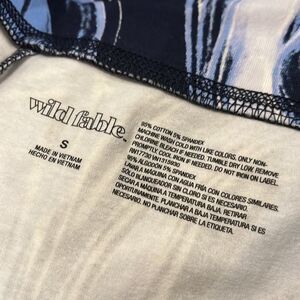 wild fable™
S
MADE IN VIETNAM
HECHO EN VIETNAM
95% COTTON 5% SPANDEX
MACHINE WASH COLD WITH LIKE COLORS. ONLY NON-
CHLORINE BLEACH IF NEEDED. TUMBLE DRY LOW. REMOVE
PROMPTLY. COOL IRON IF NEEDED. DO NOT IRON ON LABEL.
95% ALGODÓN 5% SPANDEX
LAVAR A MÁQUINA CON AGUA FRÍA CON COLORES SIMILARES.
SÓLO BLANQUEADOR SIN CLORO SI ES NECESARIO.
SECAR A MÁQUINA A TEMPERATURA BAJA. RETIRAR
OPORTUNAMENTE. PLANCHAR A BAJA TEMPERATURA SI ES
NECESARIO. NO PLANCHAR SOBRE LA ETIQUETA.